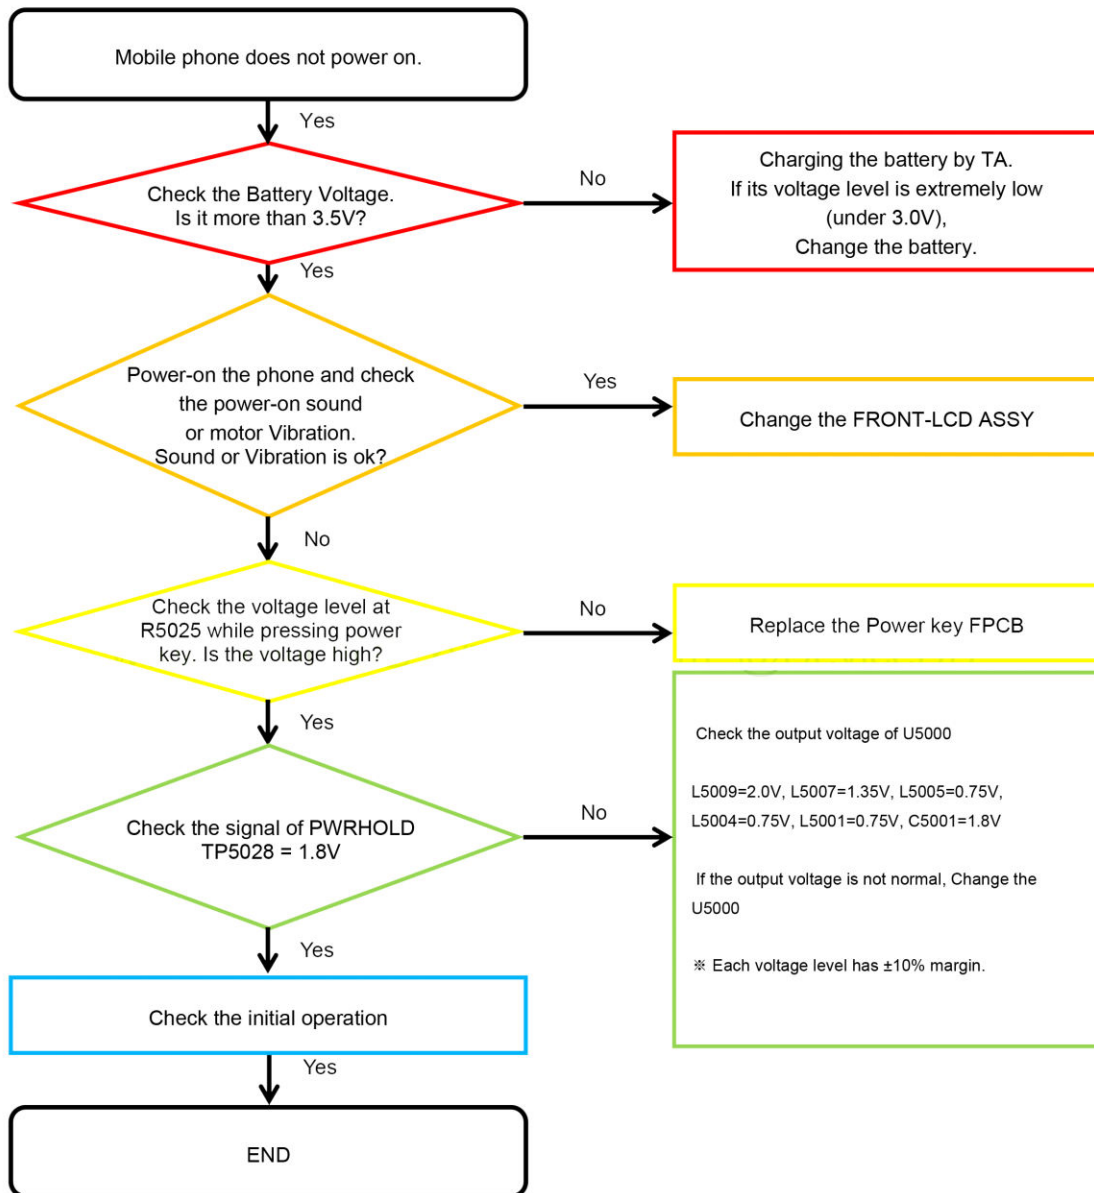 Mobile phone does not power on.
Yes
Check the Battery Voltage.
Is it more than 3.5V?
No
Charging the battery by TA.
If its voltage level is extremely low
(under 3.0V),
Change the battery.
Yes
Power-on the phone and check
the power-on sound
or motor Vibration.
Sound or Vibration is ok?
Yes
Change the FRONT-LCD ASSY
No
Check the voltage level at
R5025 while pressing power
key. Is the voltage high?
No
Replace the Power key FPCB
Yes
Check the signal of PWRHOLD
TP5028 = 1.8V
No
Check the output voltage of U5000
L5009=2.0V, L5007=1.35V, L5005=0.75V,
L5004=0.75V, L5001=0.75V, C5001=1.8V
If the output voltage is not normal, Change the
U5000
※ Each voltage level has ±10% margin.
Yes
Check the initial operation
Yes
END